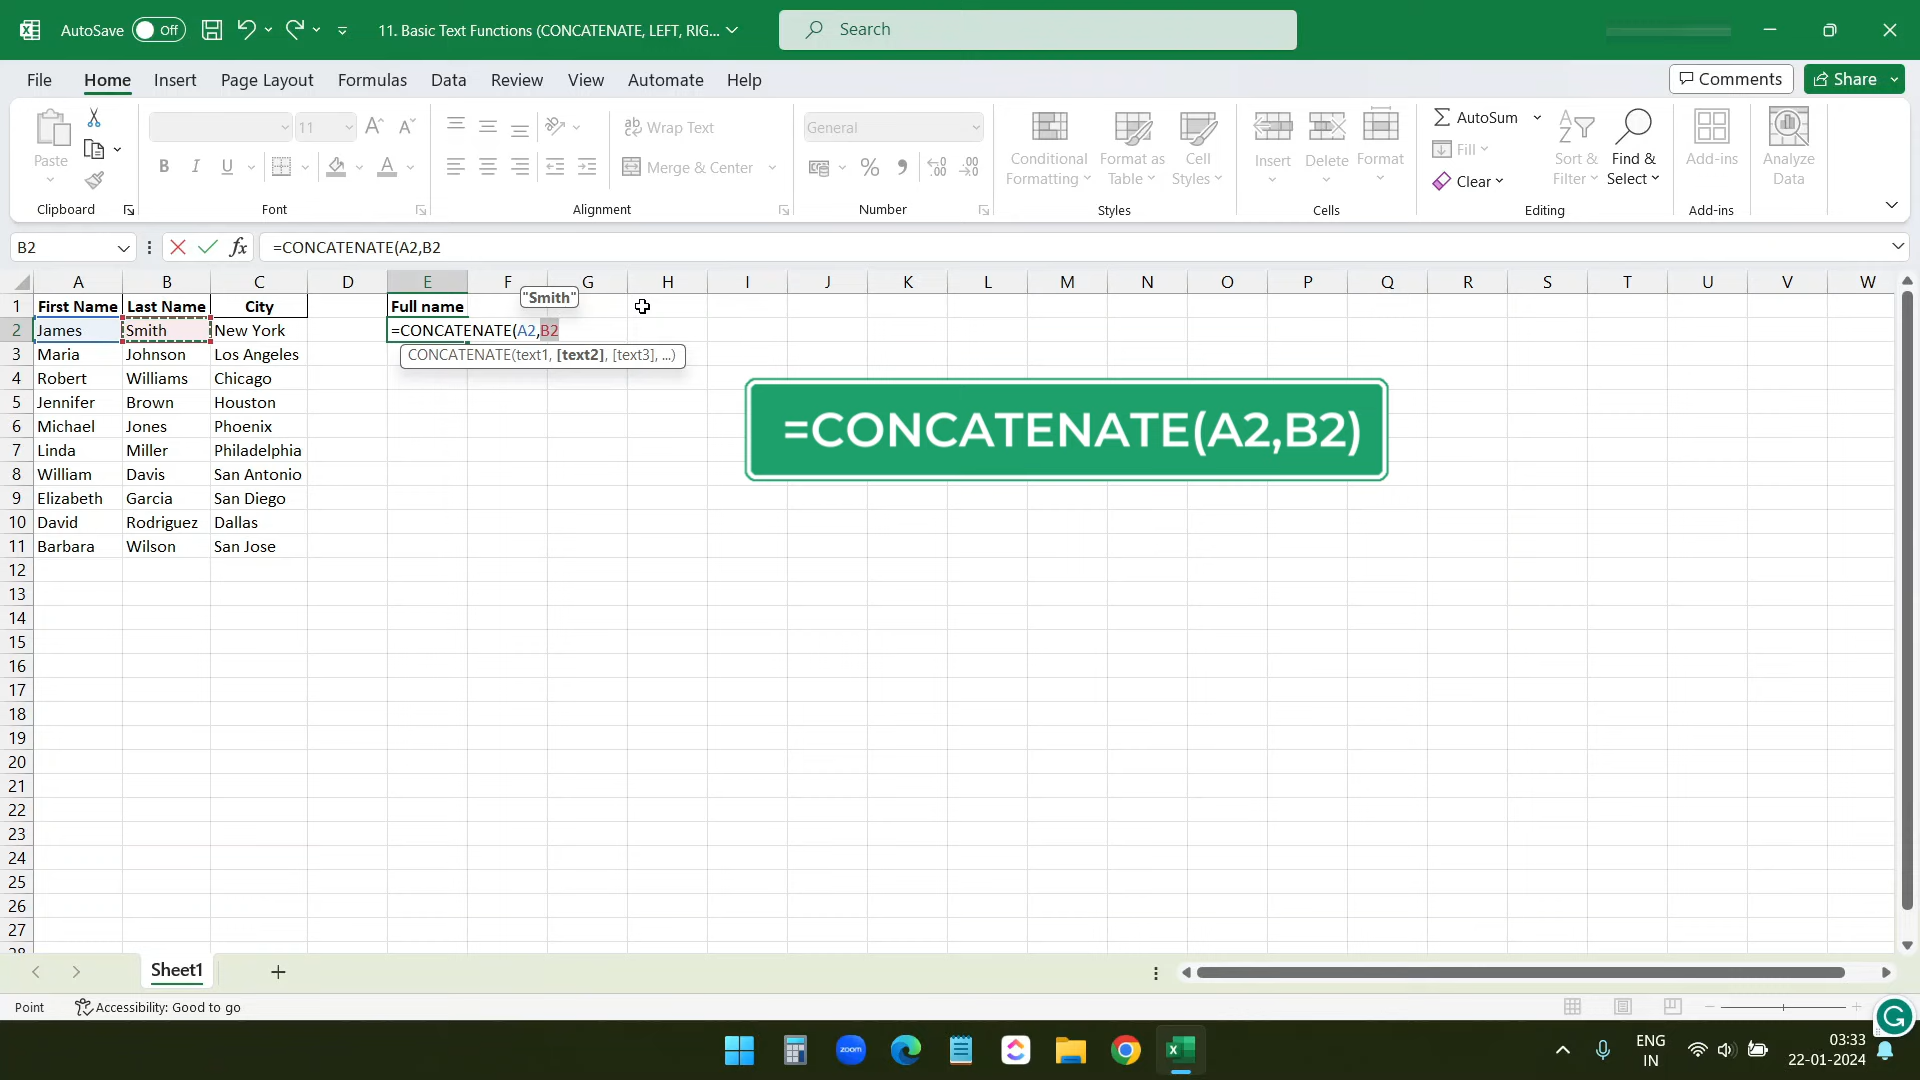 AutoSave Off 11. Basic Text Functions (CONCATENATE, LEFT, RIG... Search
File Home Insert Page Layout Formulas Data Review View Automate Help Comments Share
Paste
Clipboard
11
B I U
Font
ab Wrap Text
Merge & Center
Alignment
General
Number
Conditional Formatting
Format as Table
Cell Styles
Styles
Insert Delete Format
Cells
AutoSum
Fill
Clear
Sort & Filter
Find & Select
Editing
Add-ins
Add-ins
Analyze Data
B2 fx =CONCATENATE(A2,B2
A B C D E F G H I J K L M N O P Q R S T U V W
1 First Name Last Name City Full name "Smith"
2 James Smith New York =CONCATENATE(A2,B2
3 Maria Johnson Los Angeles CONCATENATE(text1, [text2], [text3], ...)
4 Robert Williams Chicago
5 Jennifer Brown Houston
=CONCATENATE(A2,B2)
6 Michael Jones Phoenix
7 Linda Miller Philadelphia
8 William Davis San Antonio
9 Elizabeth Garcia San Diego
10 David Rodriguez Dallas
11 Barbara Wilson San Jose
12
13
14
15
16
17
18
19
20
21
22
23
24
25
26
27
28
Sheet1
Point Accessibility: Good to go
zoom
ENG
IN
03:33
22-01-2024